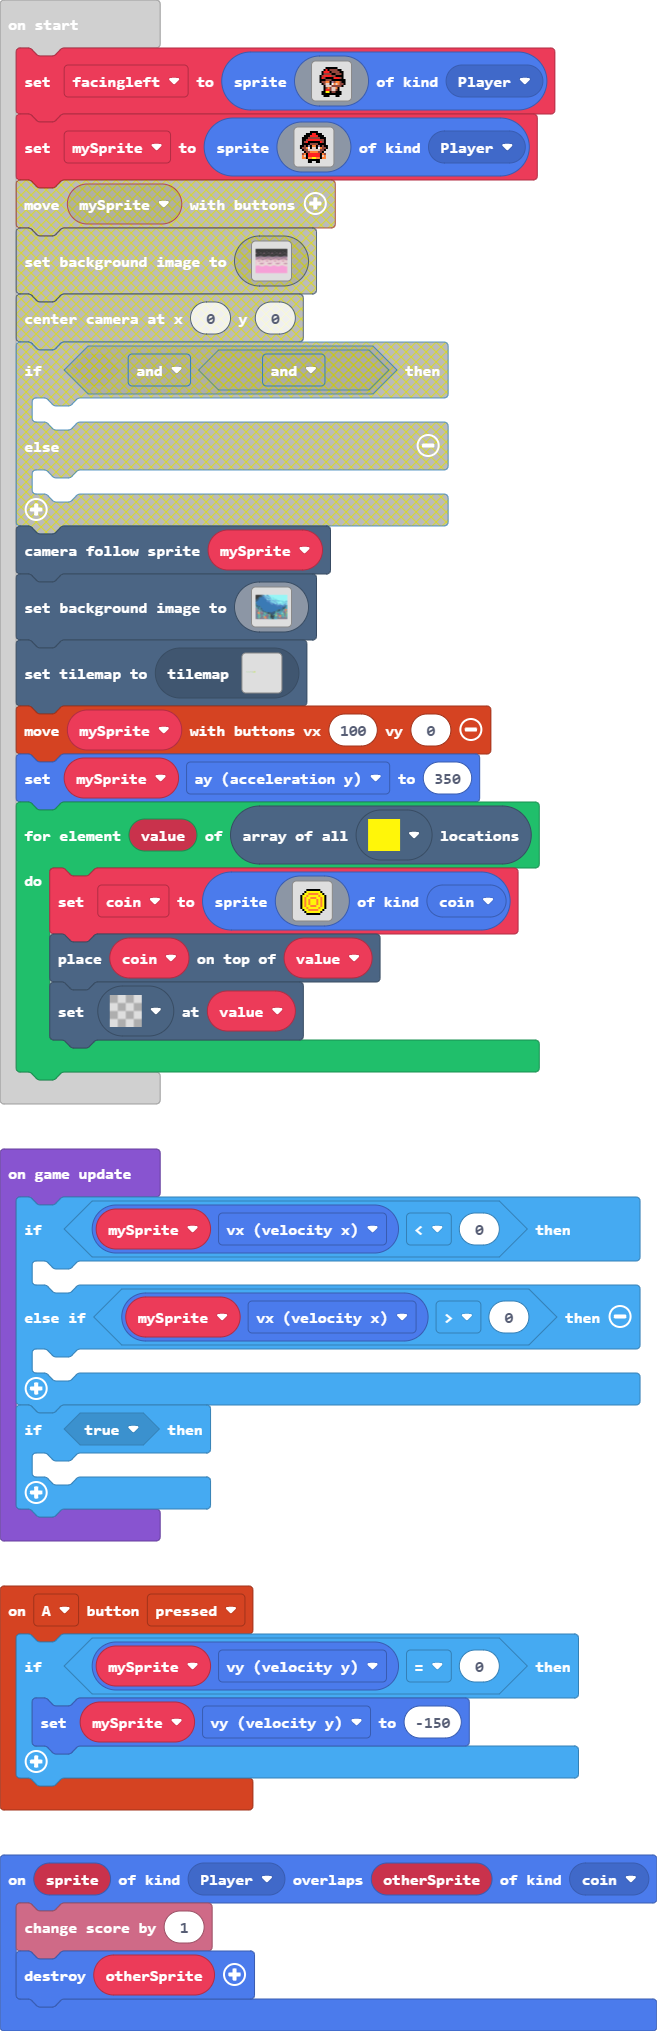 on start
set facingleft to sprite of kind Player
set mySprite to sprite of kind Player
move mySprite with buttons
set background image to
center camera at x 0 y 0
if and and then
else
camera follow sprite mySprite
set background image to
set tilemap to tilemap
move mySprite with buttons vx 100 vy 0
set mySprite ay (acceleration y) to 350
for element value of array of all locations
do
set coin to sprite of kind coin
place coin on top of value
set at value
on game update
if mySprite vx (velocity x) < 0 then
else if mySprite vx (velocity x) > 0 then
if true then
on A button pressed
if mySprite vy (velocity y) = 0 then
set mySprite vy (velocity y) to -150
on sprite of kind Player overlaps otherSprite of kind coin
change score by 1
destroy otherSprite